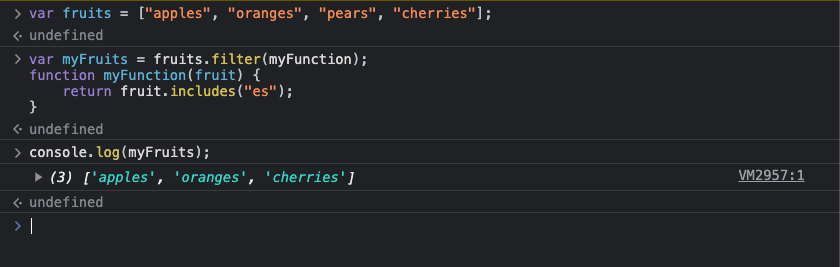 > var fruits = ["apples", "oranges", "pears", "cherries"];
<· undefined
> var myFruits = fruits.filter(myFunction);
function myFunction(fruit) {
    return fruit.includes("es");
}
<· undefined
> console.log(myFruits);
▶ (3) ['apples', 'oranges', 'cherries'] VM2957:1
<· undefined
>